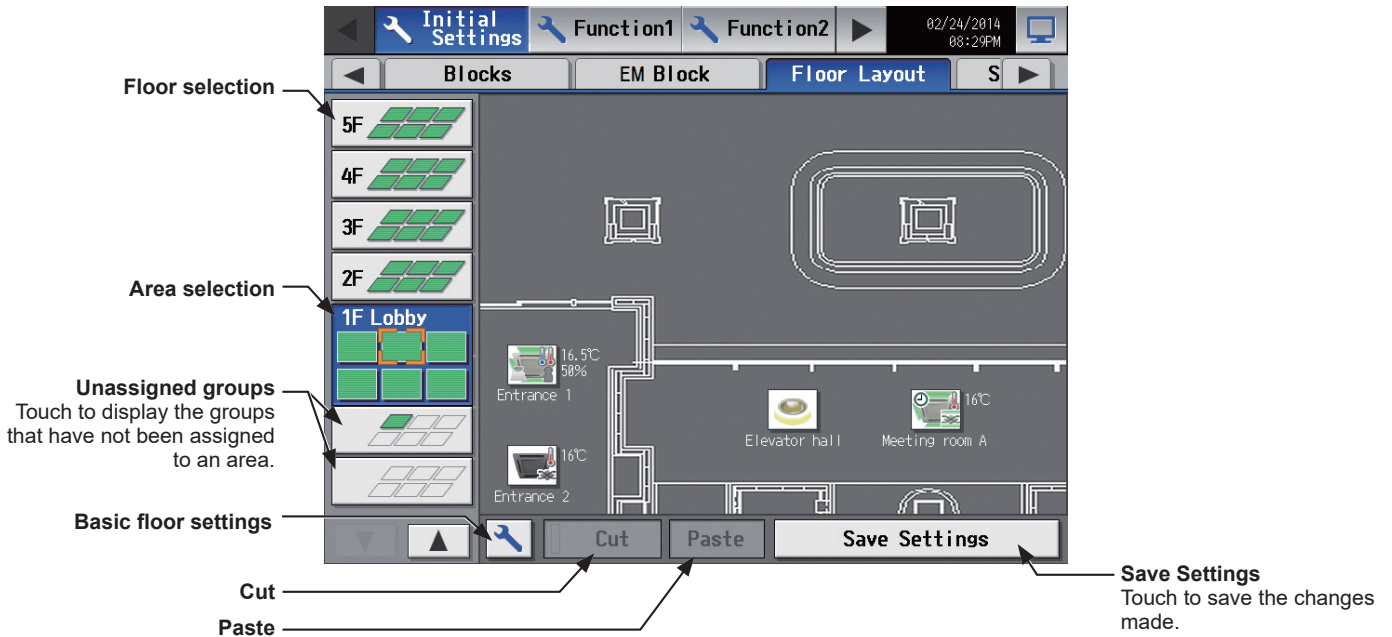 Initial
Settings
Function1
Function2
02/24/2014
08:29PM
Blocks
EM Block
Floor Layout
S
Floor selection
5F
4F
3F
2F
Area selection
1F Lobby
16.5℃
50%
Entrance 1
Unassigned groups
Touch to display the groups
that have not been assigned
to an area.
16℃
Elevator hall
Meeting room A
16℃
Entrance 2
Basic floor settings
Cut
Paste
Save Settings
Cut
Paste
Save Settings
Touch to save the changes
made.